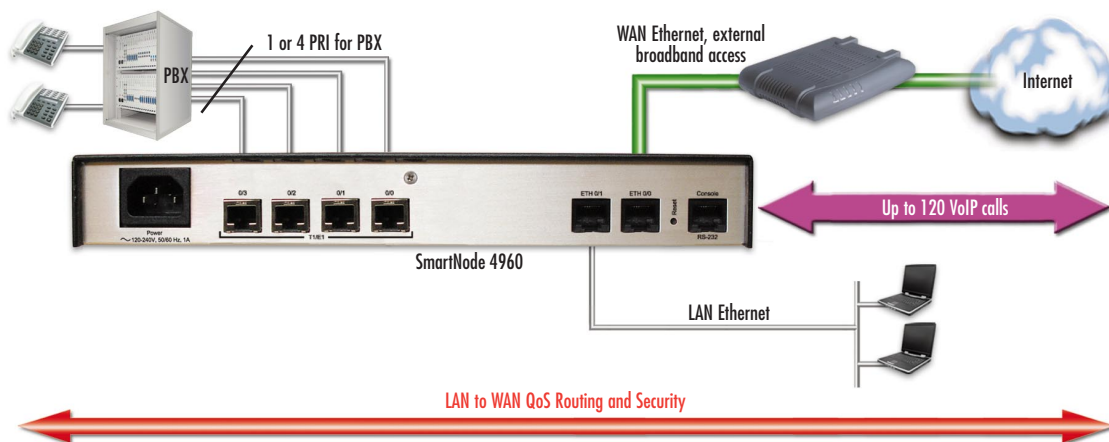 1 or 4 PRI for PBX
PBX
WAN Ethernet, external
broadband access
Internet
0/3
0/2
0/1
0/0
T1/E1
Power
120-240V, 50/60 Hz, 1A
ETH 0/1
ETH 0/0
Reset
Console
RS-232
Up to 120 VoIP calls
SmartNode 4960
LAN Ethernet
LAN to WAN QoS Routing and Security